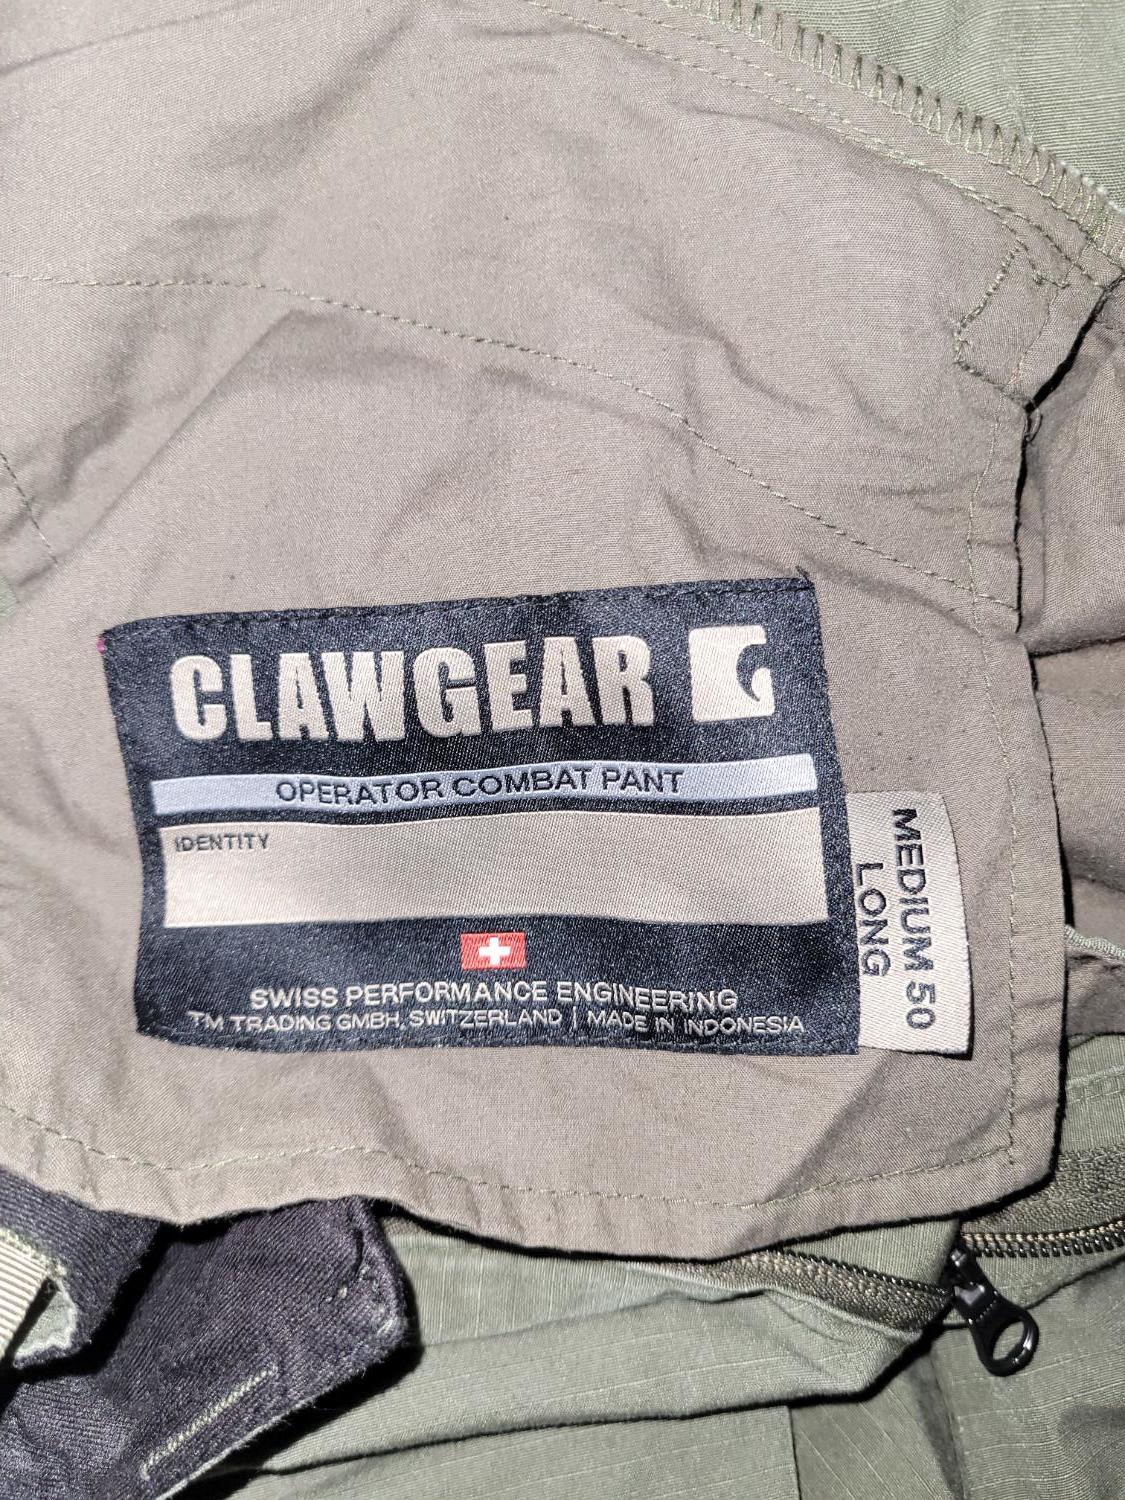 CLAWGEAR
OPERATOR COMBAT PANT
IDENTITY
SWISS PERFORMANCE ENGINEERING
TM TRADING GMBH, SWITZERLAND | MADE IN INDONESIA
MEDIUM 50
LONG